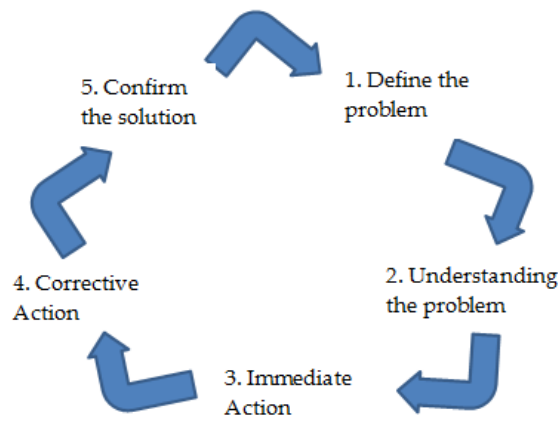 1. Define the
problem
2. Understanding
the problem
3. Immediate
Action
4. Corrective
Action
5. Confirm
the solution